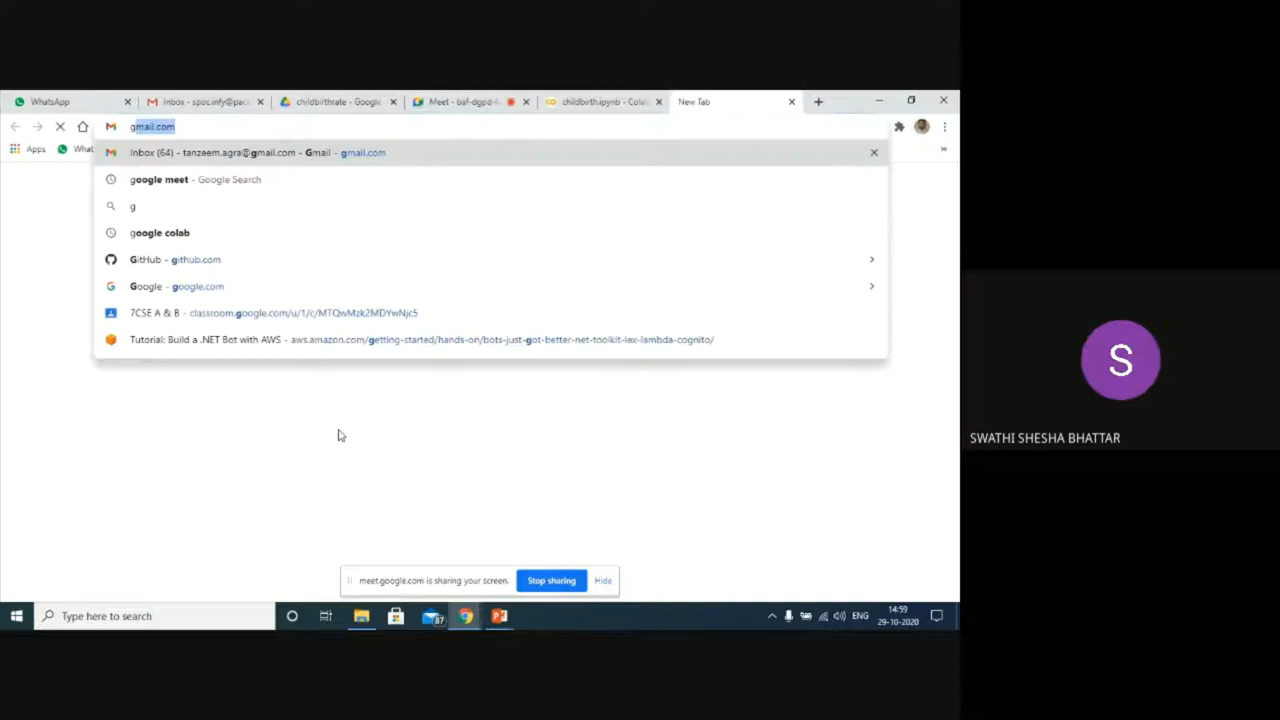 WhatsApp
Inbox - spoc.infy@pac
childbirthrate - Google
Meet - baf-dgpd-
childbirth.ipynb - Cola
New Tab
gmail.com
Apps
What
Inbox (64) - tanzeem.agra@gmail.com - Gmail - gmail.com
google meet - Google Search
g
google colab
GitHub - github.com
Google - google.com
7CSE A & B - classroom.google.com/u/1/c/MTQwMzk2MDYwNjc5
Tutorial: Build a .NET Bot with AWS - aws.amazon.com/getting-started/hands-on/bots-just-got-better-net-toolkit-lex-lambda-cognito/
S
SWATHI SHESHA BHATTAR
meet.google.com is sharing your screen.
Stop sharing
Hide
Type here to search
87
ENG
14:59
29-10-2020